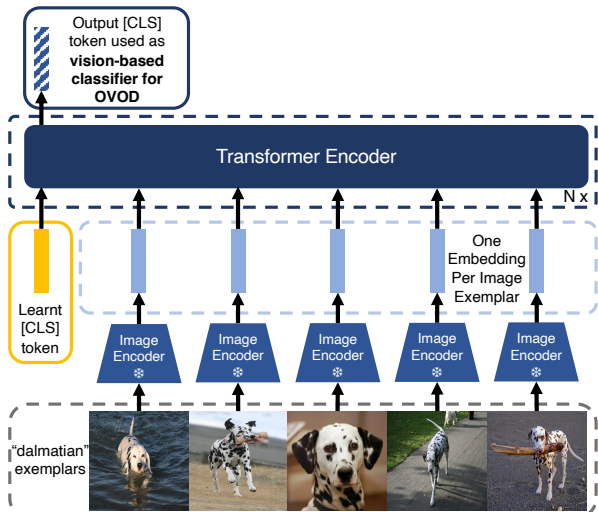 Output [CLS]
token used as
vision-based
classifier for
OVOD
Transformer Encoder
N x
Learnt
[CLS]
token
One
Embedding
Per Image
Exemplar
Image
Encoder
Image
Encoder
Image
Encoder
Image
Encoder
Image
Encoder
“dalmatian”
exemplars